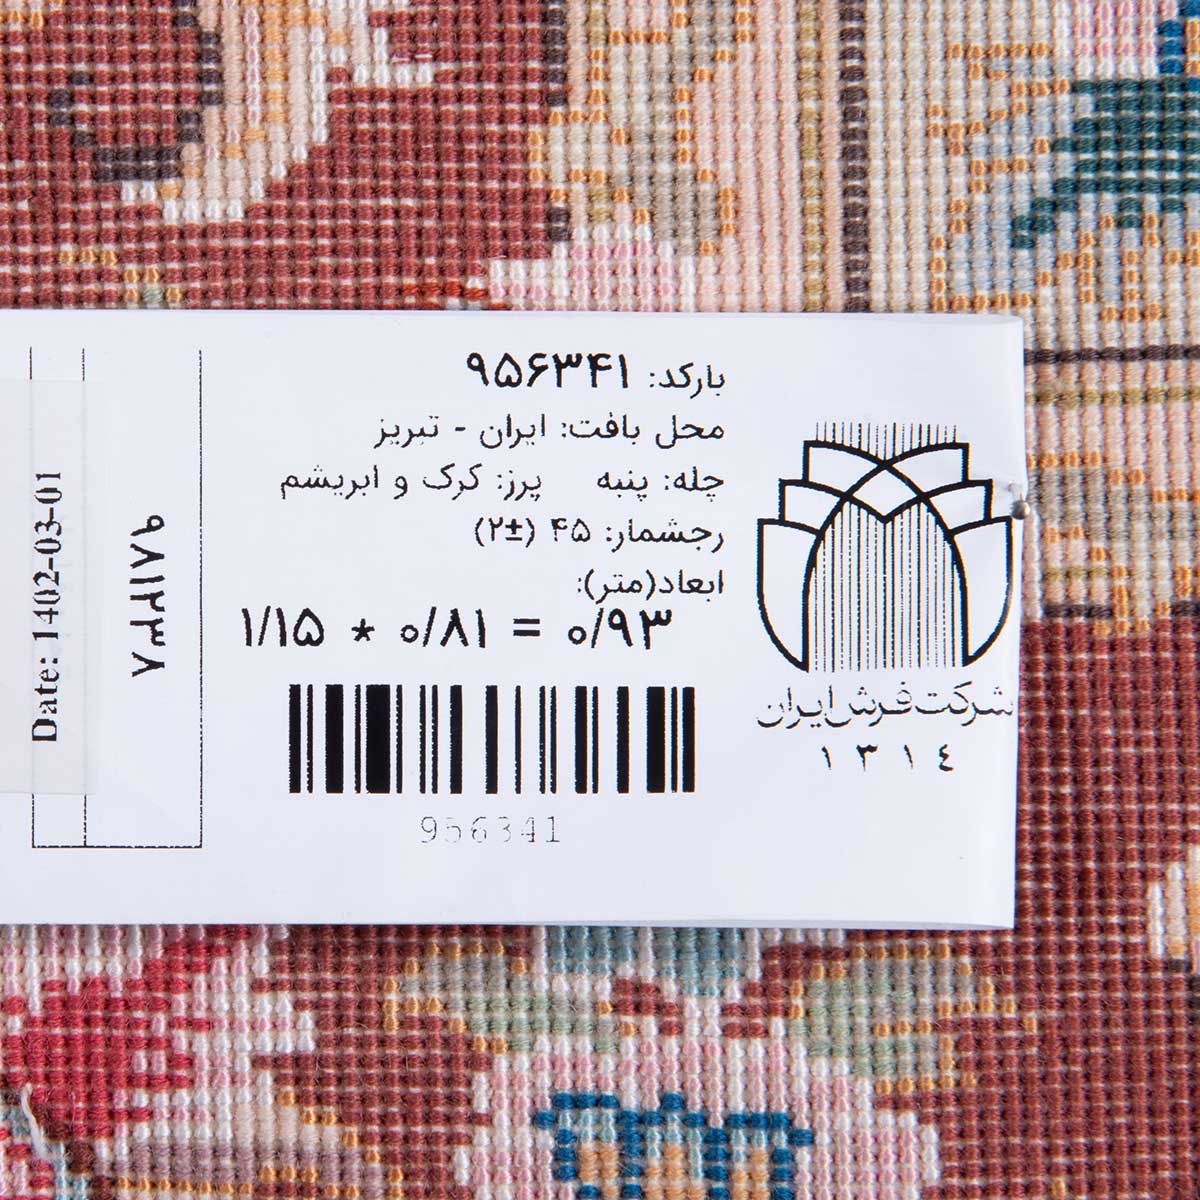 بارکد: ۹۵۶۳۴۱
محل بافت: ایران - تبریز
چله: پنبه پرز: کرک و ابریشم
رجشمار: ۴۵ (±۲)
ابعاد(متر):
۱/۱۵ * ۰/۸۱ = ۰/۹۳
956341
شرکت فرش ایران
١٣١٤
۹۸۱۲۳۸
Date: 1402-03-01